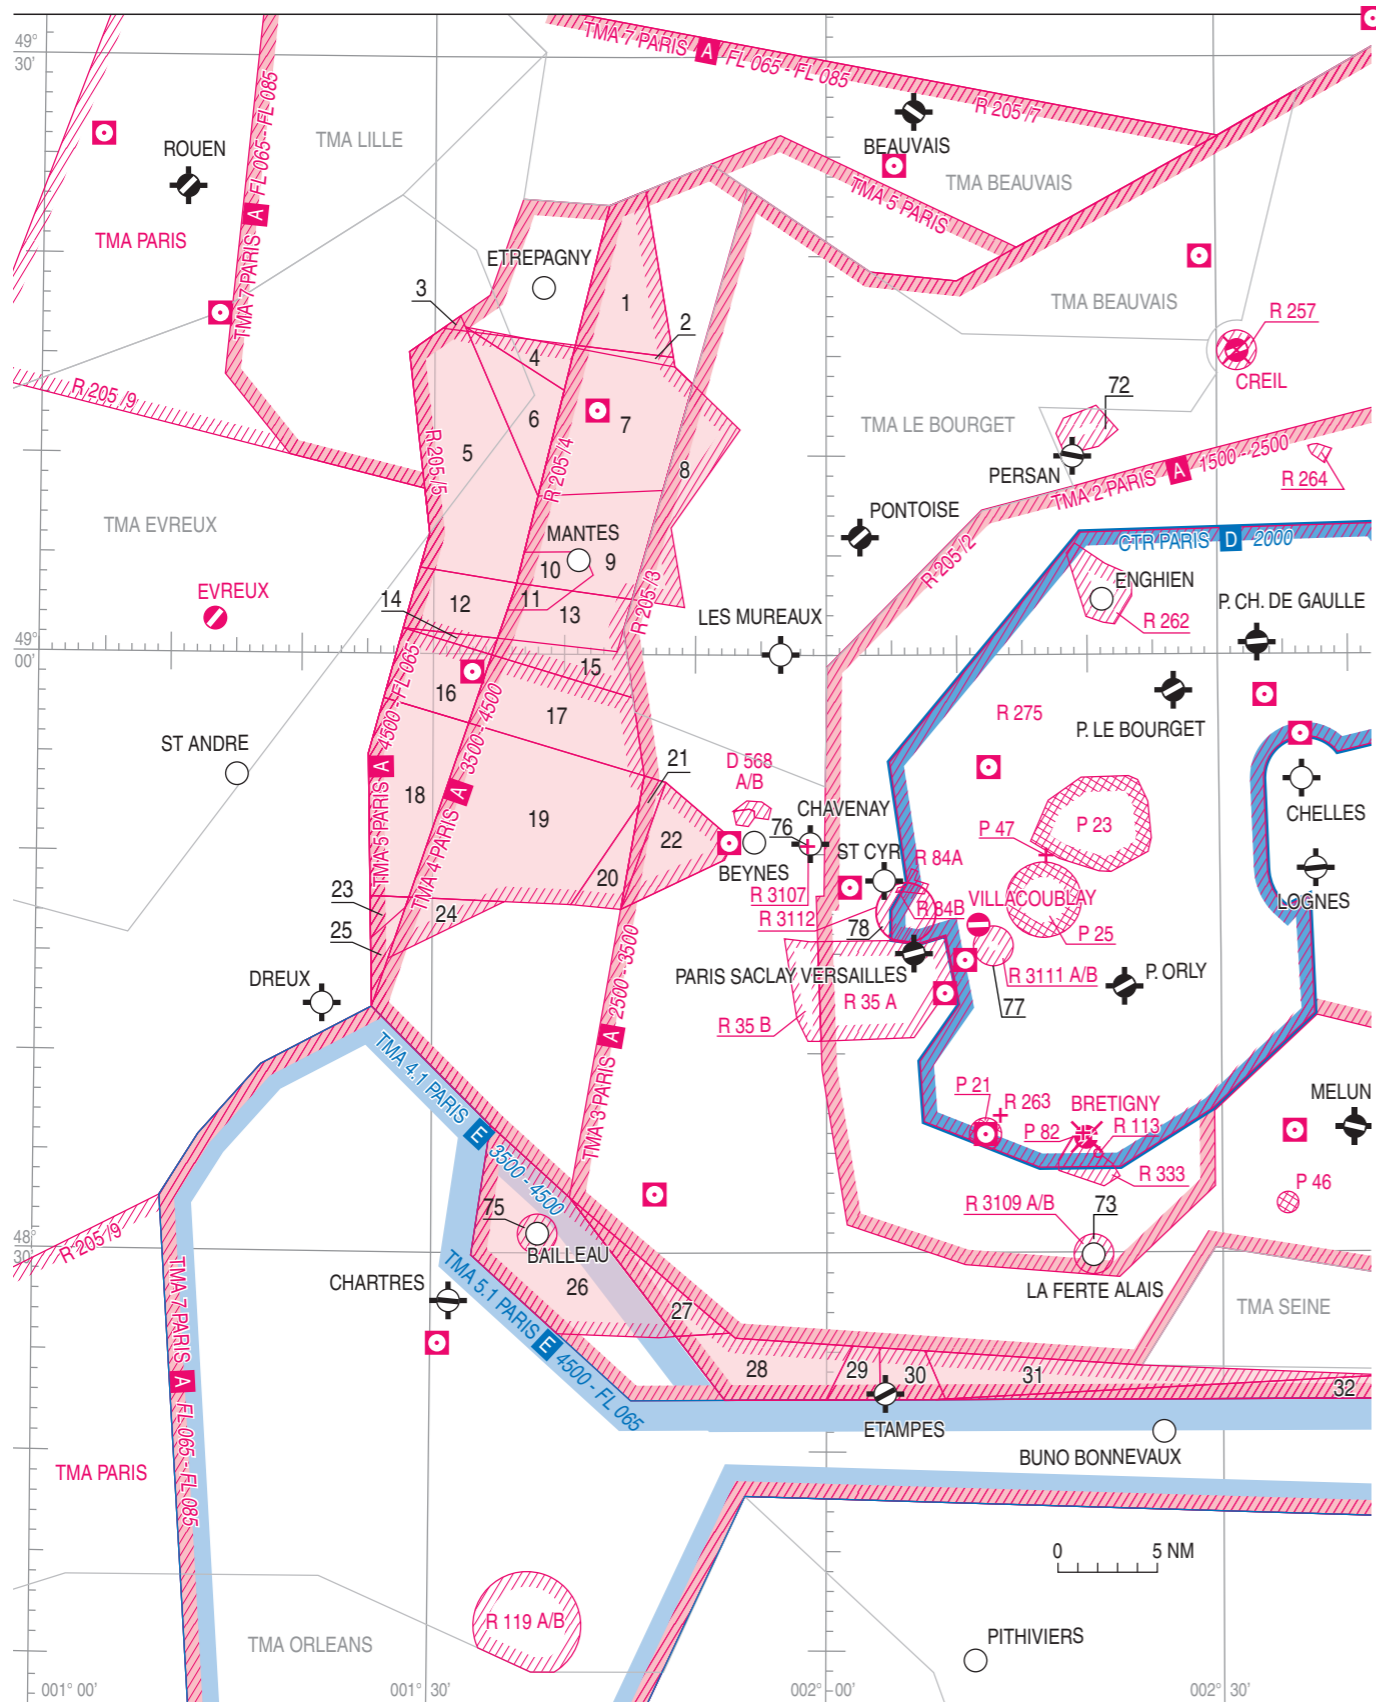 49°
30'
TMA 7 PARIS A FL 065 - FL 085
R 205 /7
BEAUVAIS
TMA BEAUVAIS
ROUEN
TMA LILLE
TMA PARIS
TMA 7 PARIS A FL 065 - FL 085
TMA 5 PARIS
ETREPAGNY
3
1
2
TMA BEAUVAIS
R 257
CREIL
4
R 205 /9
6
7
72
TMA LE BOURGET
5
R 205 /5
R 205 /4
8
PERSAN
TMA 2 PARIS A 1500 - 2500
R 264
TMA EVREUX
PONTOISE
MANTES
R 205 /2
CTR PARIS D 2000
10
9
ENGHIEN
EVREUX
14
12
11
13
R 205 /3
LES MUREAUX
P. CH. DE GAULLE
R 262
49°
00'
15
16
17
R 275
P. LE BOURGET
ST ANDRE
21
D 568
A/B
TMA 5 PARIS A 4500 - FL 065
TMA 4 PARIS A 3500 - 4500
18
19
CHAVENAY
76
22
P 47
P 23
CHELLES
ST CYR
BEYNES
R 84A
20
R 3107
R 84B
VILLACOUBLAY
LOGNES
23
24
R 3112
78
P 25
25
PARIS SACLAY VERSAILLES
R 3111 A/B
DREUX
P. ORLY
R 35 A
77
R 35 B
TMA 3 PARIS A 2500 - 3500
TMA 4.1 PARIS E 3500 - 4500
P 21
R 263
BRETIGNY
MELUN
P 82
R 113
R 333
P 46
75
R 3109 A/B
73
48°
30'
R 205 /9
BAILLEAU
TMA 5.1 PARIS E 4500 - FL 065
CHARTRES
26
LA FERTE ALAIS
27
TMA SEINE
TMA 7 PARIS A FL 065 - FL 085
28
29
30
31
32
ETAMPES
BUNO BONNEVAUX
TMA PARIS
0
5 NM
R 119 A/B
TMA ORLEANS
PITHIVIERS
001° 00'
001° 30'
002° 00'
002° 30'